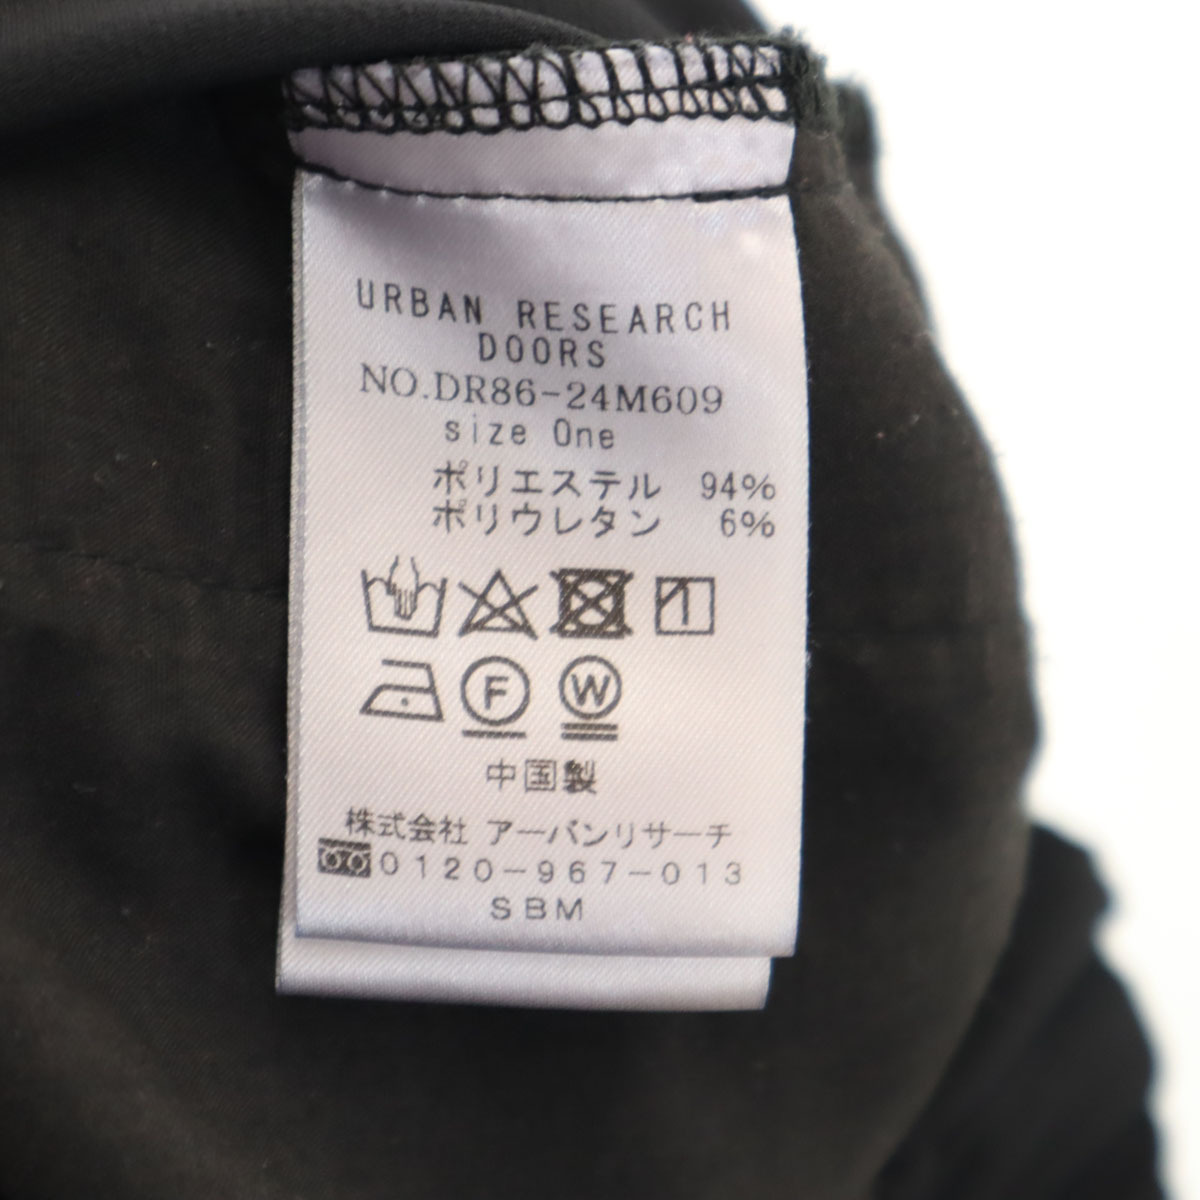 URBAN RESEARCH
DOORS
NO.DR86-24M609
size One
ポリエステル 94%
ポリウレタン 6%
F W
中国製
株式会社 アーバンリサーチ
0120-967-013
SBM